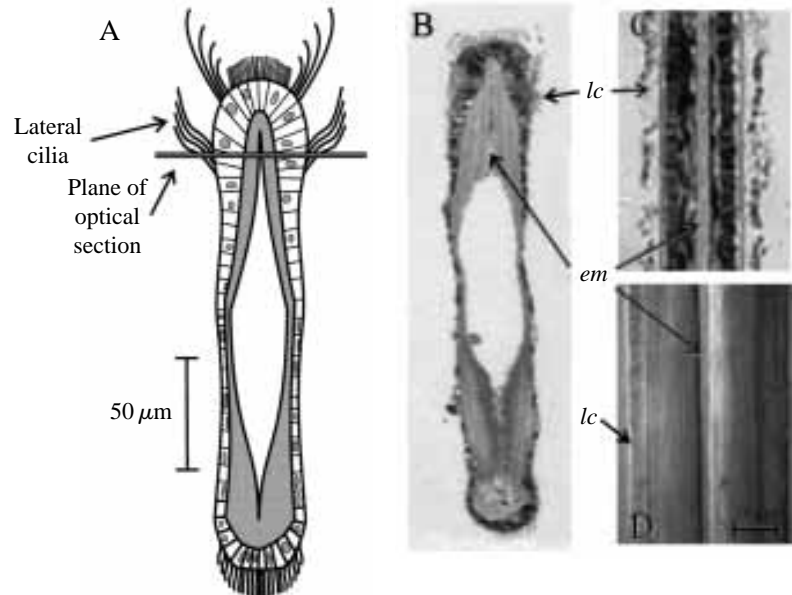 A
B
C
Lateral
cilia
lc
Plane of
optical
section
em
50 μm
lc
D